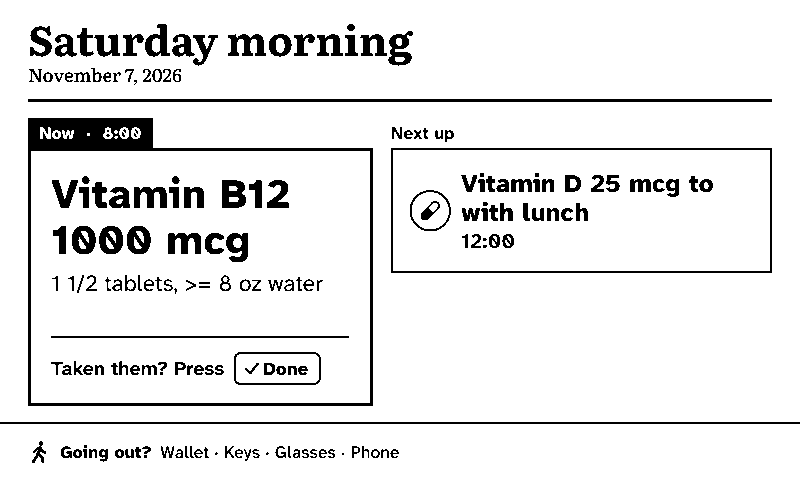 Saturday morning
November 7, 2026
Now · 8:00
Vitamin B12
1000 mcg
1 1/2 tablets, >= 8 oz water
Taken them? Press ✓ Done
Next up
Vitamin D 25 mcg to
with lunch
12:00
Going out? Wallet · Keys · Glasses · Phone